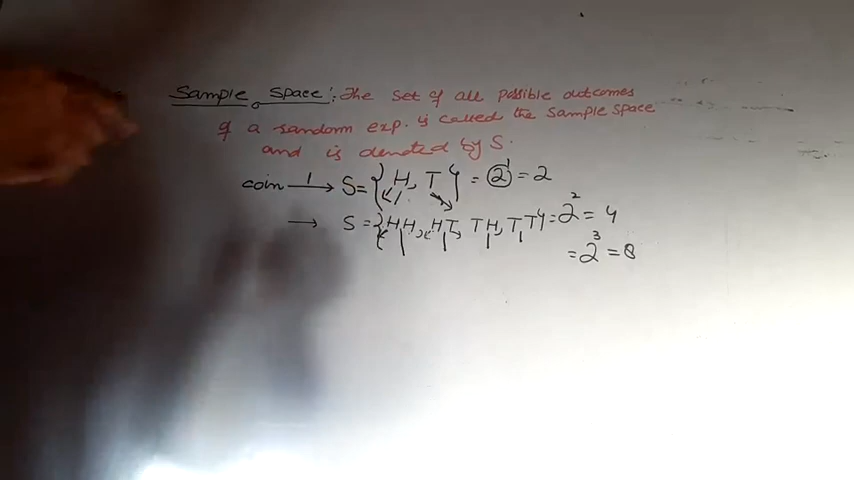 Sample Space: The set of all possible outcomes
of a random exp. is called the sample space
and is denoted by S.
coin 1→ S = {H, T} = 2¹ = 2
→ S = {HH, HT, TH, TT} = 2² = 4
= 2³ = 8